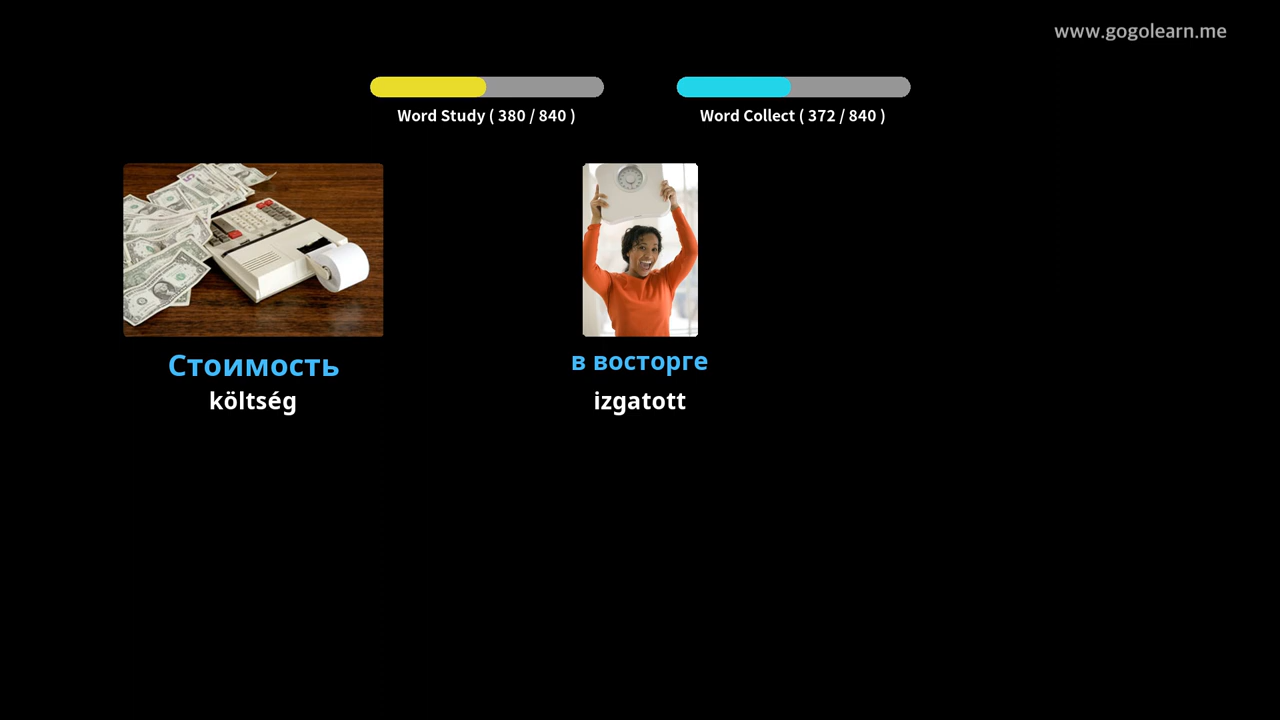 www.gogolearn.me
Word Study ( 380 / 840 )
Word Collect ( 372 / 840 )
Стоимость
költség
в восторге
izgatott